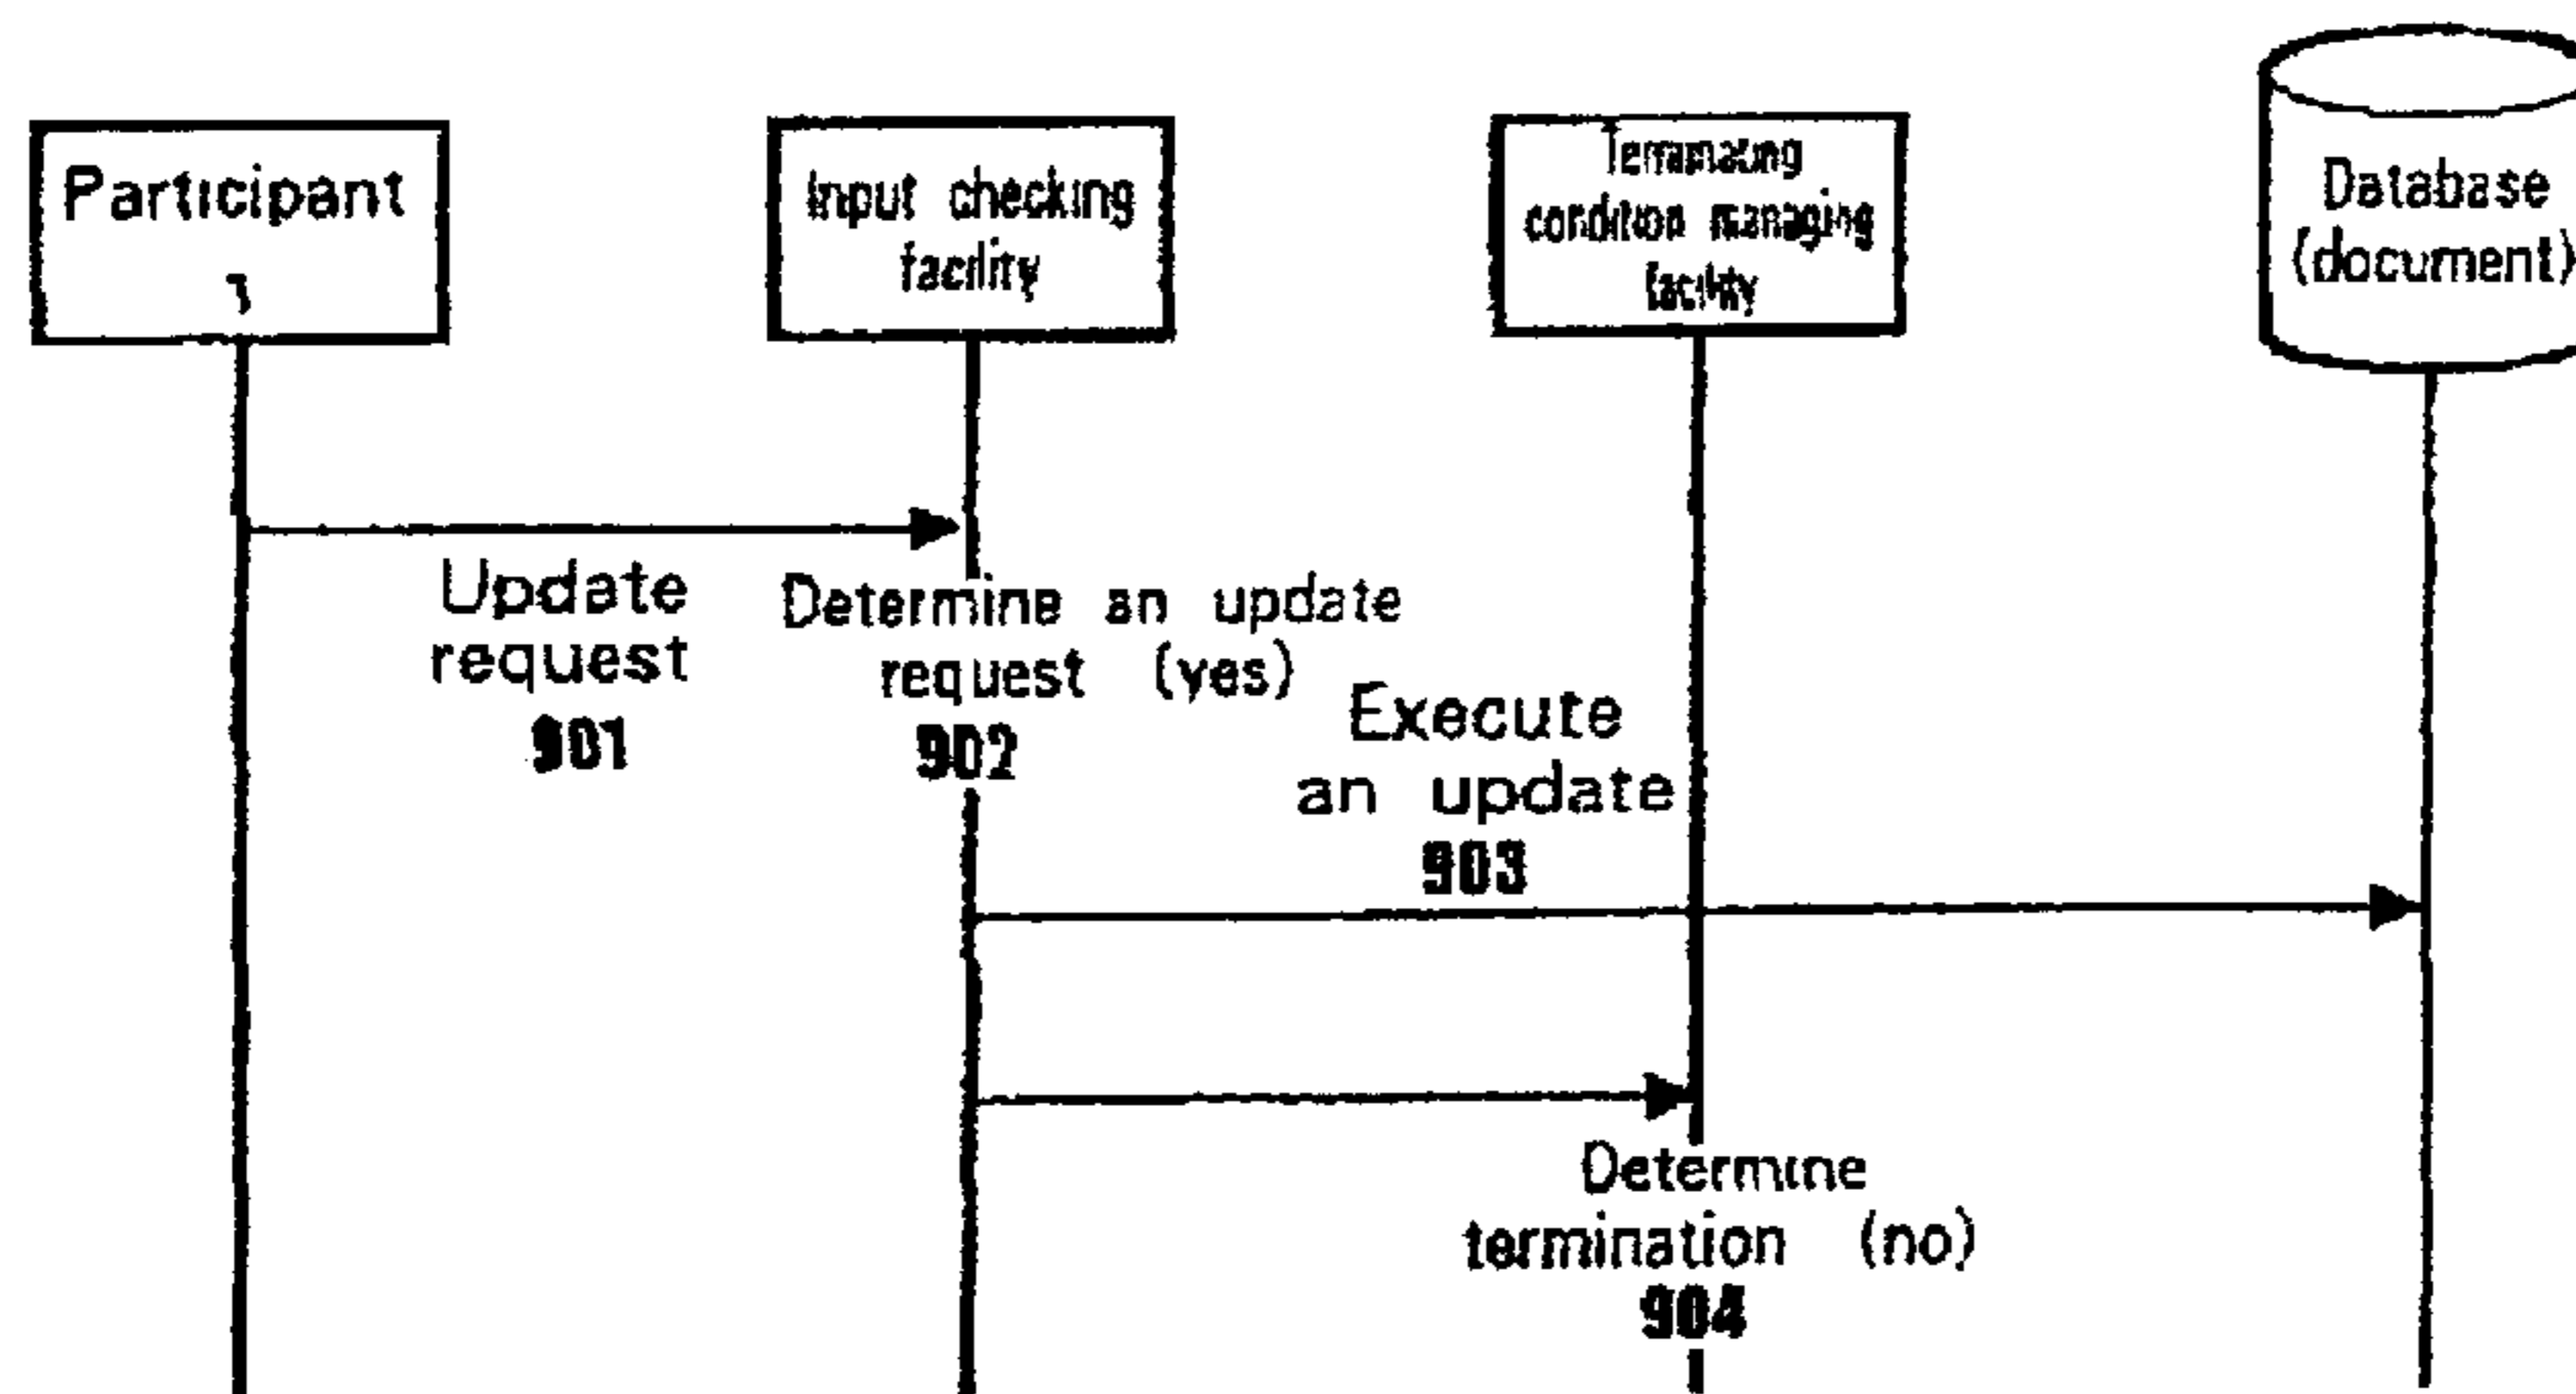 Participant
Input checking
facility
Terminating
condition managing
facility
Database
(document)
Update
request
901
Determine an update
request (yes)
902
Execute
an update
903
Determine
termination (no)
904